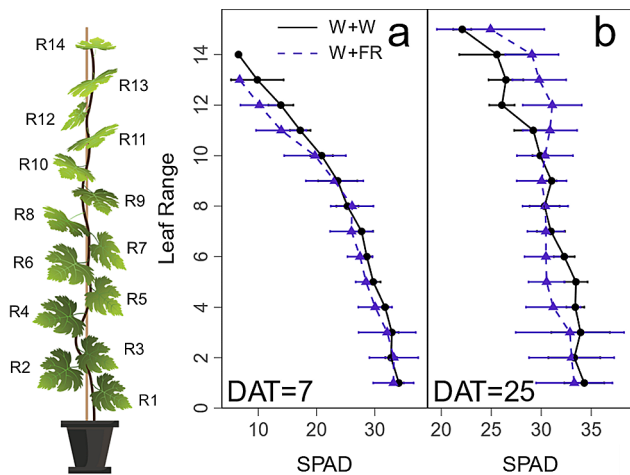 R14
R13
R12
R11
R10
R9
R8
R7
R6
R5
R4
R3
R2
R1
Leaf Range
14
12
10
8
6
4
2
0
W+W
W+FR
a
b
DAT=7
DAT=25
10 20 30
20 25 30 35
SPAD
SPAD